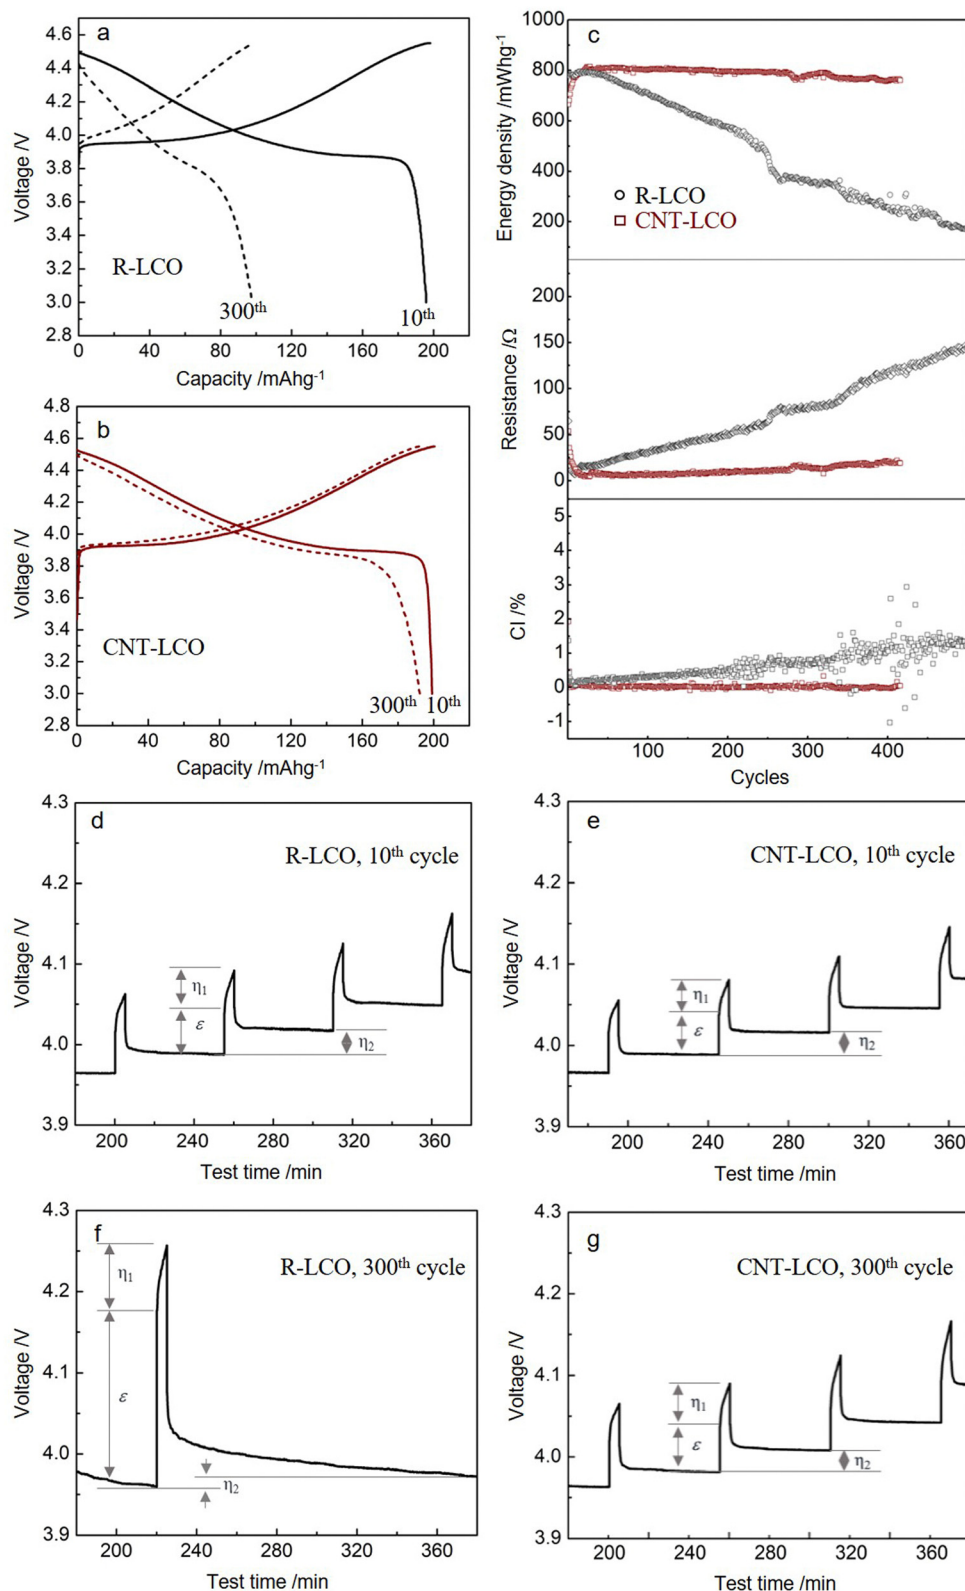 a
4.6
4.4
4.2
4.0
3.8
3.6
3.4
3.2
3.0
2.8
Voltage /V
R-LCO
300th
10th
0 40 80 120 160 200
Capacity /mAhg-1
b
4.8
4.6
4.4
4.2
4.0
3.8
3.6
3.4
3.2
3.0
2.8
Voltage /V
CNT-LCO
300th 10th
0 40 80 120 160 200
Capacity /mAhg-1
c
1000
800
600
400
200
Energy density /mWhg-1
R-LCO
CNT-LCO
200
150
100
50
0
Resistance /Ω
5
4
3
2
1
0
-1
CI /%
100 200 300 400
Cycles
d
R-LCO, 10th cycle
4.3
4.2
4.1
4.0
3.9
Voltage /V
η1
ε
η2
200 240 280 320 360
Test time /min
e
CNT-LCO, 10th cycle
4.3
4.2
4.1
4.0
3.9
Voltage /V
η1
ε
η2
200 240 280 320 360
Test time /min
f
R-LCO, 300th cycle
4.3
4.2
4.1
4.0
3.9
Voltage /V
η1
ε
η2
200 240 280 320 360
Test time /min
g
CNT-LCO, 300th cycle
4.3
4.2
4.1
4.0
3.9
Voltage /V
η1
ε
η2
200 240 280 320 360
Test time /min